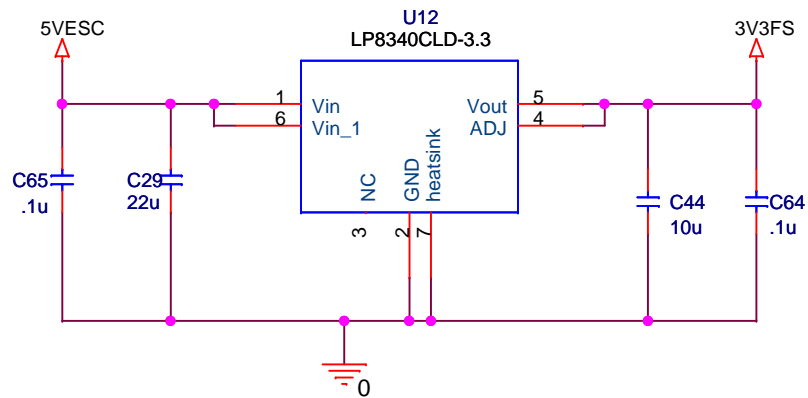 5VESC
U12
LP8340CLD-3.3
3V3FS
1
Vin
Vout
5
6
Vin_1
ADJ
4
C65
.1u
C29
22u
NC
GND
heatsink
3
2
7
C44
10u
C64
.1u
0